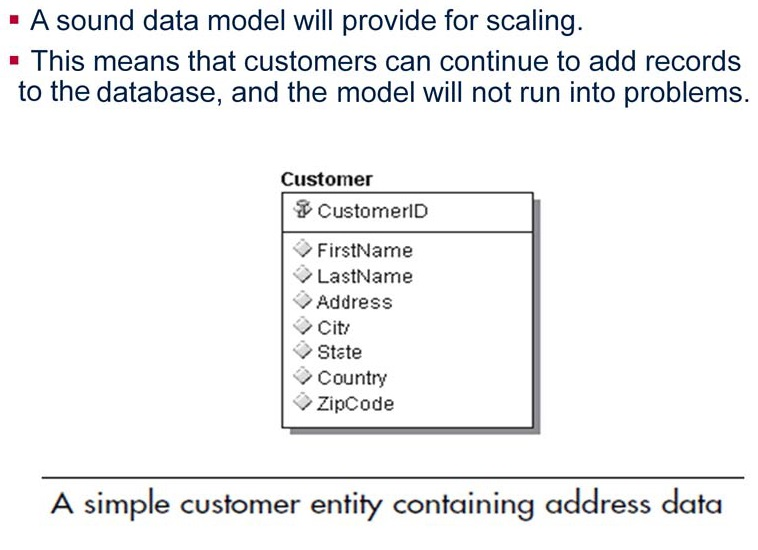 ▪ A sound data model will provide for scaling.
▪ This means that customers can continue to add records
to the database, and the model will not run into problems.
Customer
CustomerID
FirstName
LastName
Address
City
State
Country
ZipCode
A simple customer entity containing address data